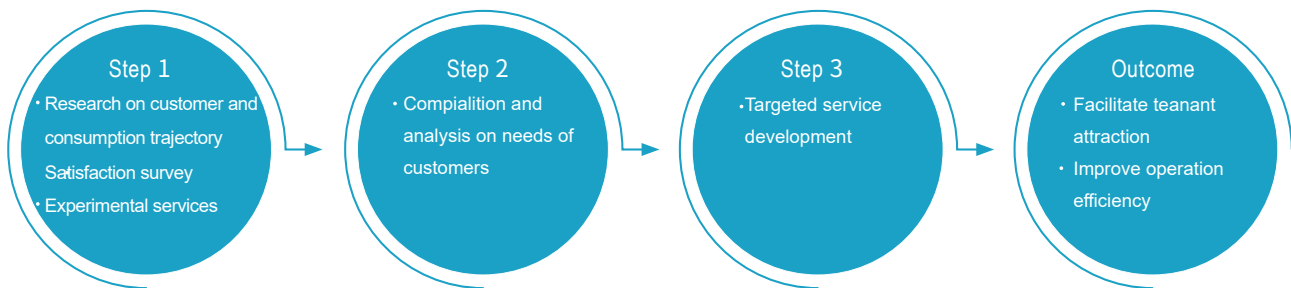 Step 1
· Research on customer and
consumption trajectory
· Satisfaction survey
· Experimental services
Step 2
· Compialition and
analysis on needs of
customers
Step 3
· Targeted service
development
Outcome
· Facilitate teanant
attraction
· Improve operation
efficiency